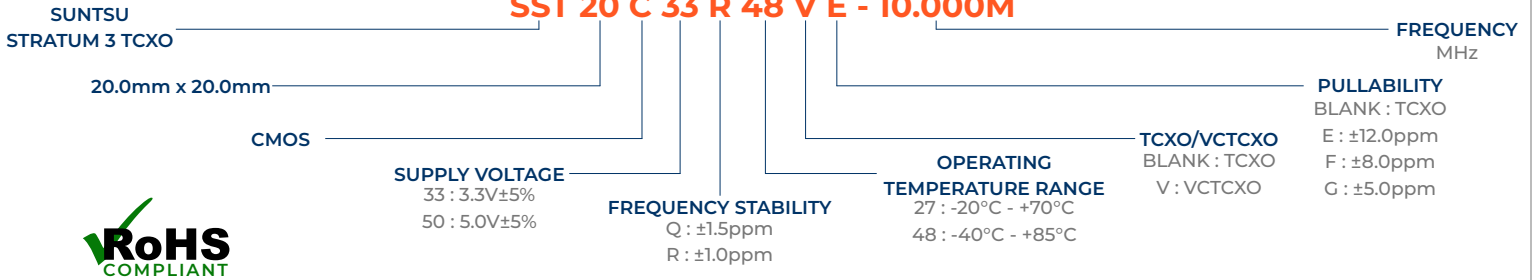 SST 20 C 33 R 48 V E - 10.000M
SUNTSU
STRATUM 3 TCXO
20.0mm x 20.0mm
CMOS
SUPPLY VOLTAGE
33 : 3.3V±5%
50 : 5.0V±5%
FREQUENCY STABILITY
Q : ±1.5ppm
R : ±1.0ppm
OPERATING
TEMPERATURE RANGE
27 : -20°C - +70°C
48 : -40°C - +85°C
TCXO/VCTCXO
BLANK : TCXO
V : VCTCXO
PULLABILITY
BLANK : TCXO
E : ±12.0ppm
F : ±8.0ppm
G : ±5.0ppm
FREQUENCY
MHz
RoHS
COMPLIANT